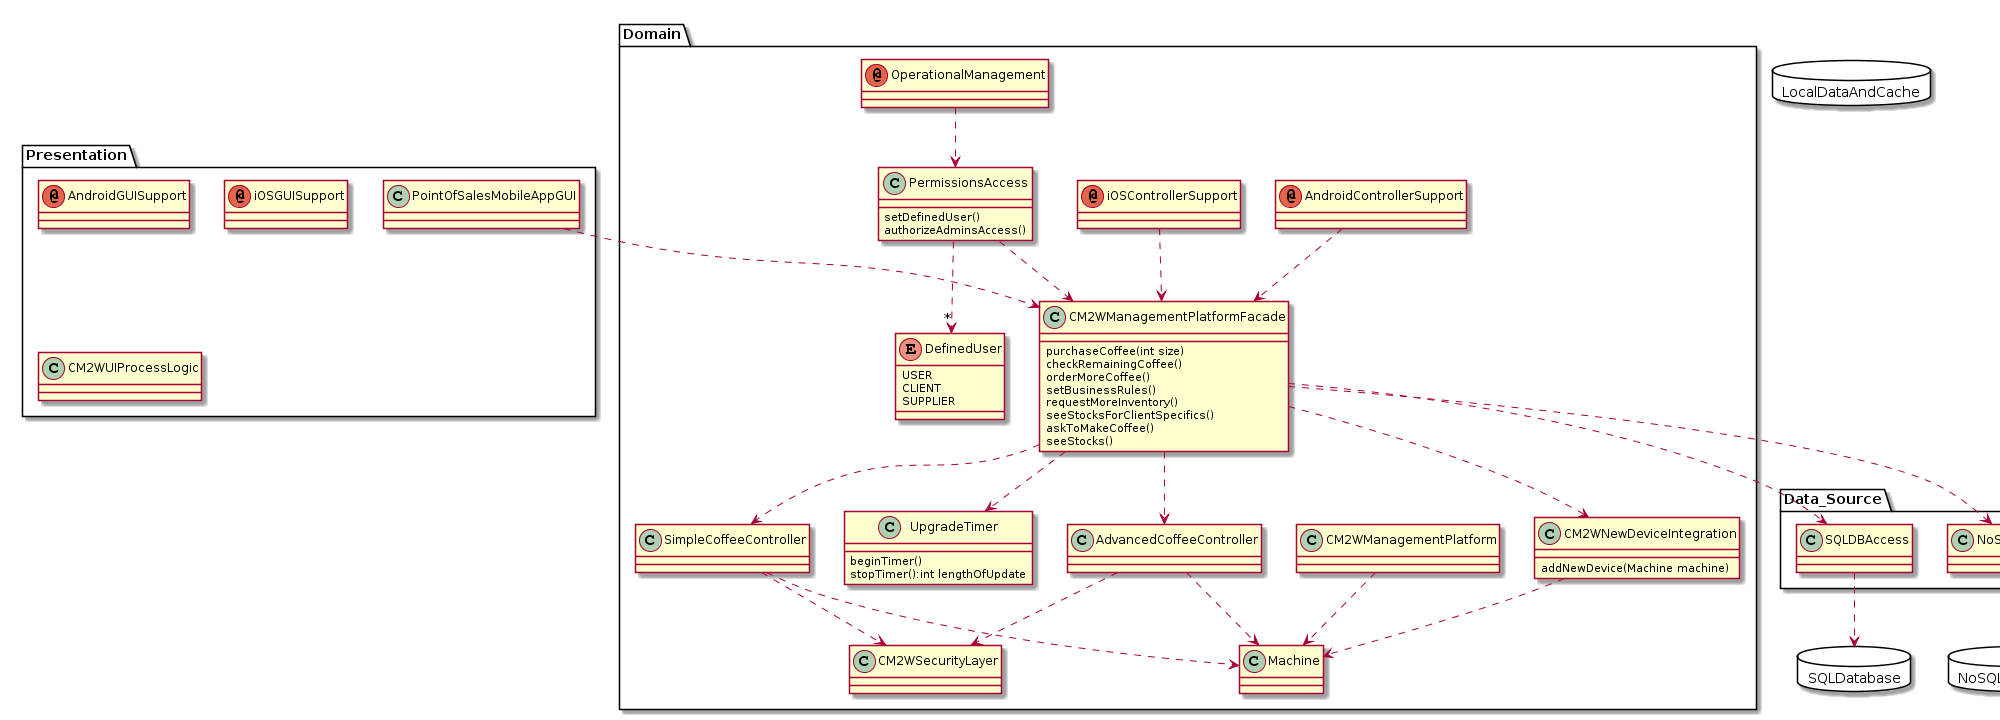 Domain
@ OperationalManagement
LocalDataAndCache
Presentation
@ AndroidGUISupport
@ iOSGUISupport
C PointOfSalesMobileAppGUI
C PermissionsAccess
setDefinedUser()
authorizeAdminsAccess()
@ iOSControllerSupport
@ AndroidControllerSupport
*
C CM2WManagementPlatformFacade
purchaseCoffee(int size)
checkRemainingCoffee()
orderMoreCoffee()
setBusinessRules()
requestMoreInventory()
seeStocksForClientSpecifics()
askToMakeCoffee()
seeStocks()
E DefinedUser
USER
CLIENT
SUPPLIER
C CM2WUIProcessLogic
Data_Source
C SimpleCoffeeController
C UpgradeTimer
beginTimer()
stopTimer():int lengthOfUpdate
C AdvancedCoffeeController
C CM2WManagementPlatform
C CM2WNewDeviceIntegration
addNewDevice(Machine machine)
C SQLDBAccess
C NoS
C CM2WSecurityLayer
C Machine
SQLDatabase
NoSQL